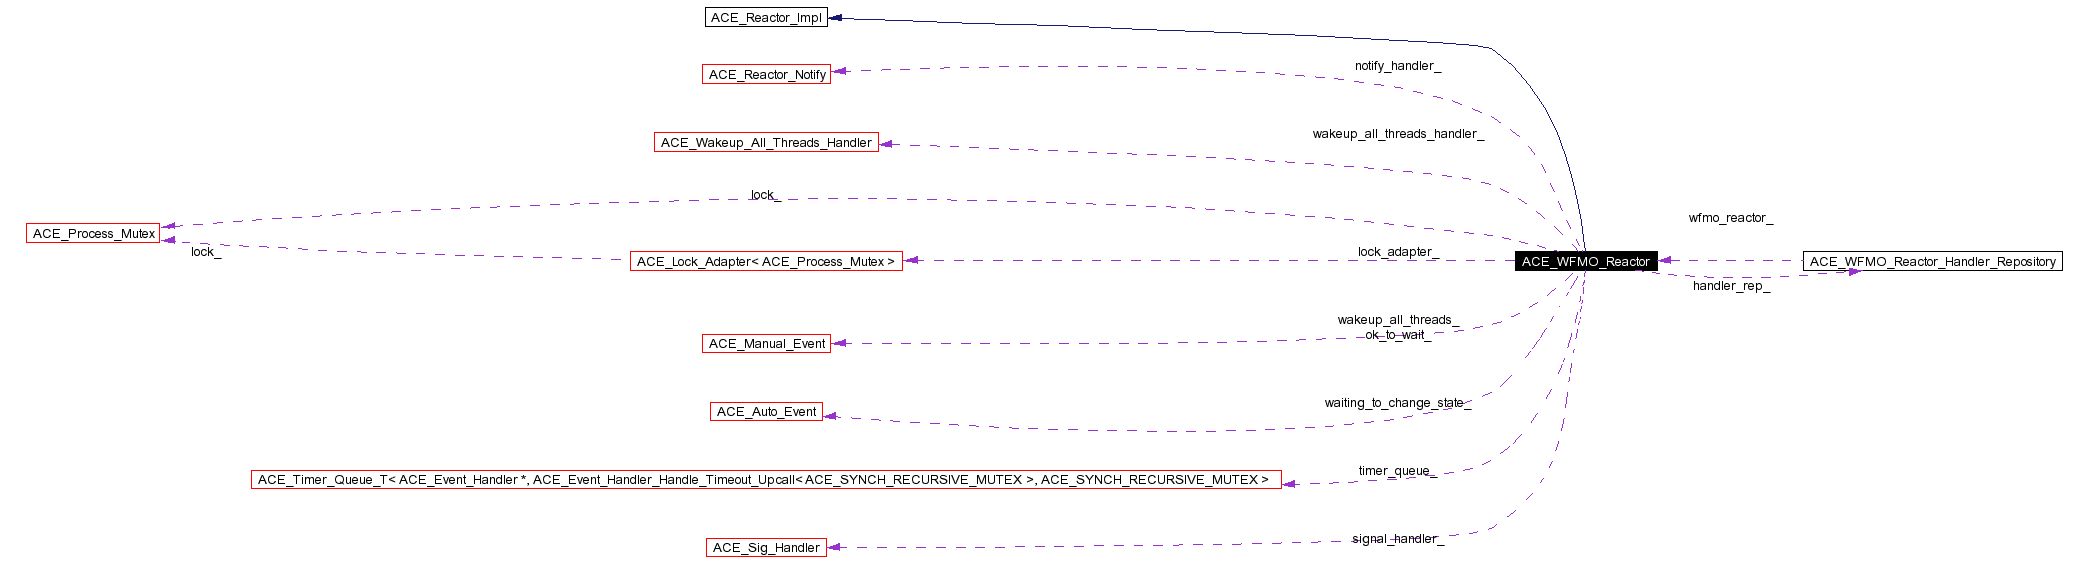 ACE_Reactor_Impl
ACE_Reactor_Notify
notify_handler_
wakeup_all_threads_handler_
ACE_Wakeup_All_Threads_Handler
lock_
wfmo_reactor_
ACE_Process_Mutex
lock_
ACE_Lock_Adapter< ACE_Process_Mutex >
lock_adapter_
ACE_WFMO_Reactor
ACE_WFMO_Reactor_Handler_Repository
handler_rep_
wakeup_all_threads_
ok_to_wait_
ACE_Manual_Event
waiting_to_change_state_
ACE_Auto_Event
timer_queue_
ACE_Timer_Queue_T< ACE_Event_Handler *, ACE_Event_Handler_Handle_Timeout_Upcall< ACE_SYNCH_RECURSIVE_MUTEX >, ACE_SYNCH_RECURSIVE_MUTEX >
signal_handler_
ACE_Sig_Handler